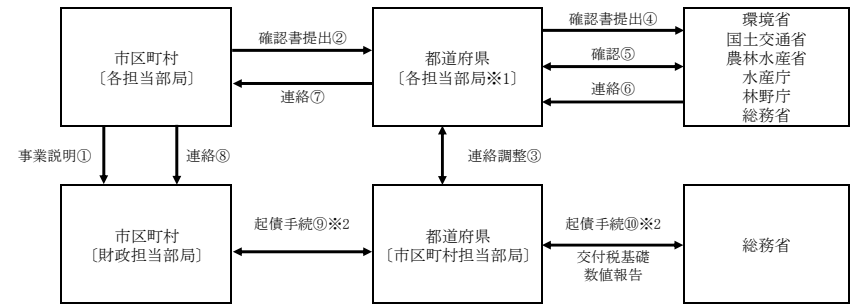 市区町村
〔各担当部局〕
確認書提出②
連絡⑦
都道府県
〔各担当部局※1〕
確認書提出④
確認⑤
連絡⑥
環境省
国土交通省
農林水産省
水産庁
林野庁
総務省
事業説明①
連絡⑧
連絡調整③
市区町村
〔財政担当部局〕
起債手続⑨※2
都道府県
〔市区町村担当部局〕
起債手続⑩※2
交付税基礎
数値報告
総務省